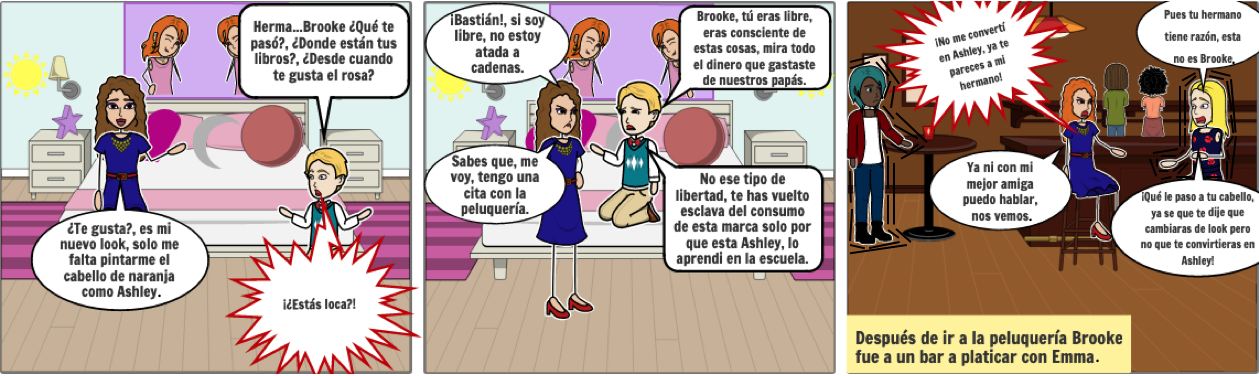 Herma...Brooke ¿Qué te
pasó?, ¿Donde están tus
libros?, ¿Desde cuando
te gusta el rosa?
¿Te gusta?, es mi
nuevo look, solo me
falta pintarme el
cabello de naranja
como Ashley.
¡¿Estás loca?!
¡Bastián!, si soy
libre, no estoy
atada a
cadenas.
Brooke, tú eras libre,
eras consciente de
estas cosas, mira todo
el dinero que gastaste
de nuestros papás.
Sabes que, me
voy, tengo una
cita con la
peluquería.
No ese tipo de
libertad, te has vuelto
esclava del consumo
de esta marca solo por
que esta Ashley, lo
aprendi en la escuela.
¡No me convertí
en Ashley, ya te
pareces a mi
hermano!
Pues tu hermano
tiene razón, esta
no es Brooke,
Ya ni con mi
mejor amiga
puedo hablar,
nos vemos.
¡Qué le paso a tu cabello,
ya se que te dije que
cambiaras de look pero
no que te convirtieras en
Ashley!
Después de ir a la peluquería Brooke
fue a un bar a platicar con Emma.